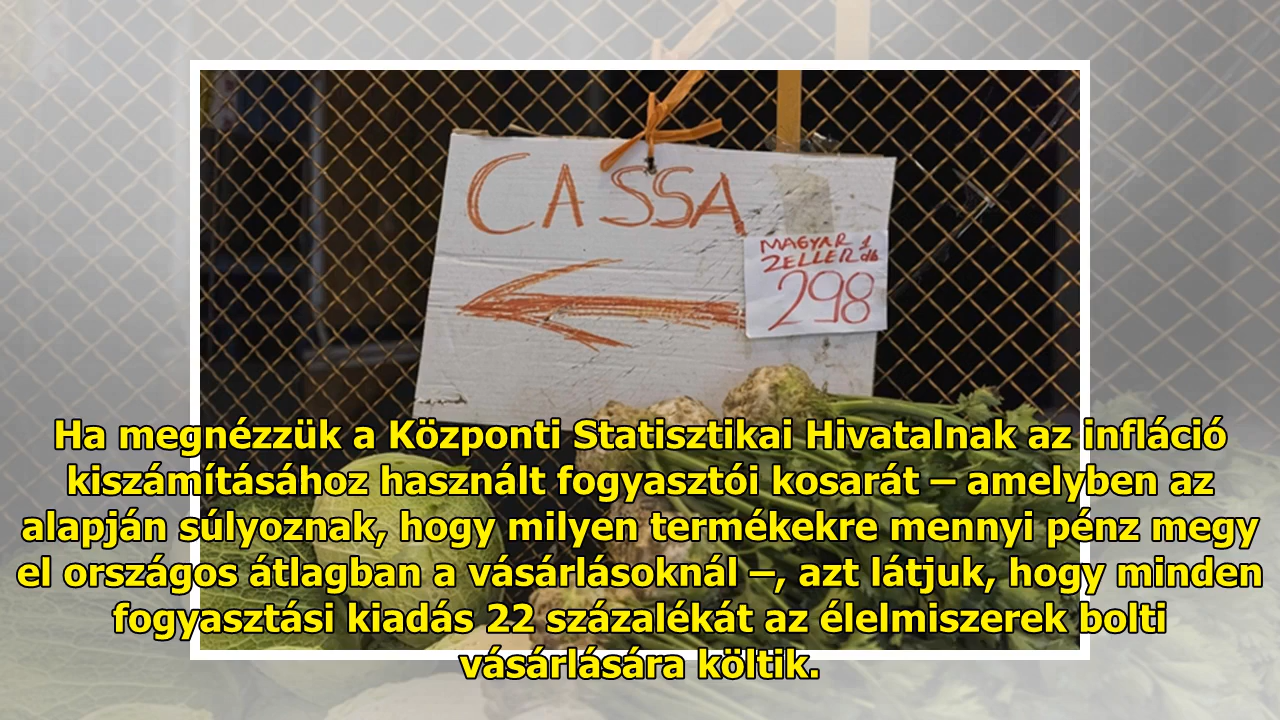 CASSA
MAGYAR 1
ZELLER db
298
Ha megnézzük a Központi Statisztikai Hivatalnak az infláció
kiszámításához használt fogyasztói kosarát – amelyben az
alapján súlyoznak, hogy milyen termékekre mennyi pénz megy
el országos átlagban a vásárlásoknál –, azt látjuk, hogy minden
fogyasztási kiadás 22 százalékát az élelmiszerek bolti
vásárlására költik.